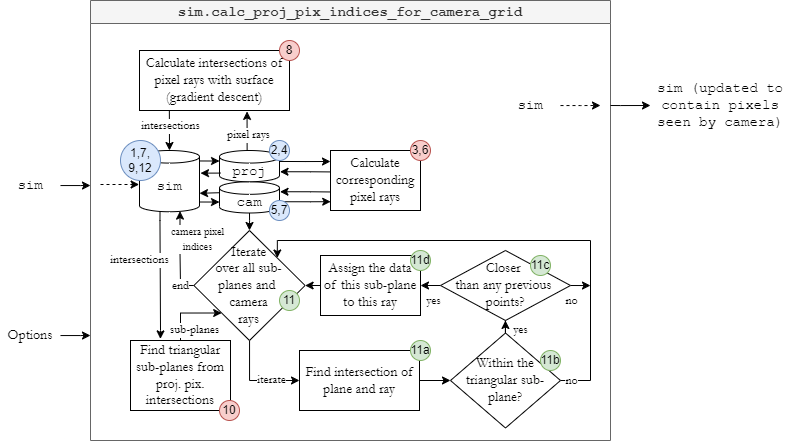 sim.calc_proj_pix_indices_for_camera_grid
8
Calculate intersections of
pixel rays with surface
(gradient descent)
sim
sim (updated to
contain pixels
seen by camera)
intersections
pixel rays
1,7,
9,12
2,4
3,6
sim
sim
proj
cam
5,7
Calculate
corresponding
pixel rays
camera pixel
indices
intersections
end
Iterate
over all sub-
planes and
camera
rays
11
11d
Assign the data
of this sub-plane
to this ray
yes
11c
Closer
than any previous
points?
no
Options
sub-planes
yes
Find triangular
sub-planes from
proj. pix.
intersections
10
iterate
11a
Find intersection of
plane and ray
11b
Within the
triangular sub-
plane?
no